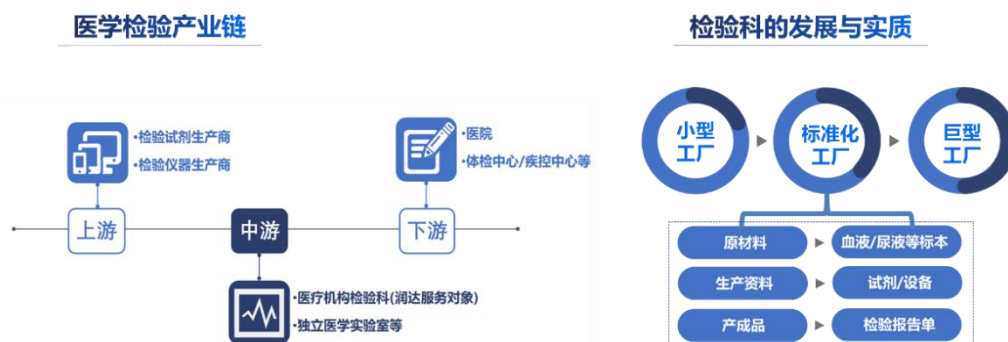 医学检验产业链
•检验试剂生产商
•检验仪器生产商
•医院
•体检中心/疾控中心等
上游
中游
下游
•医疗机构检验科(润达服务对象)
•独立医学实验室等
检验科的发展与实质
小型
工厂
标准化
工厂
巨型
工厂
原材料
血液/尿液等标本
生产资料
试剂/设备
产成品
检验报告单